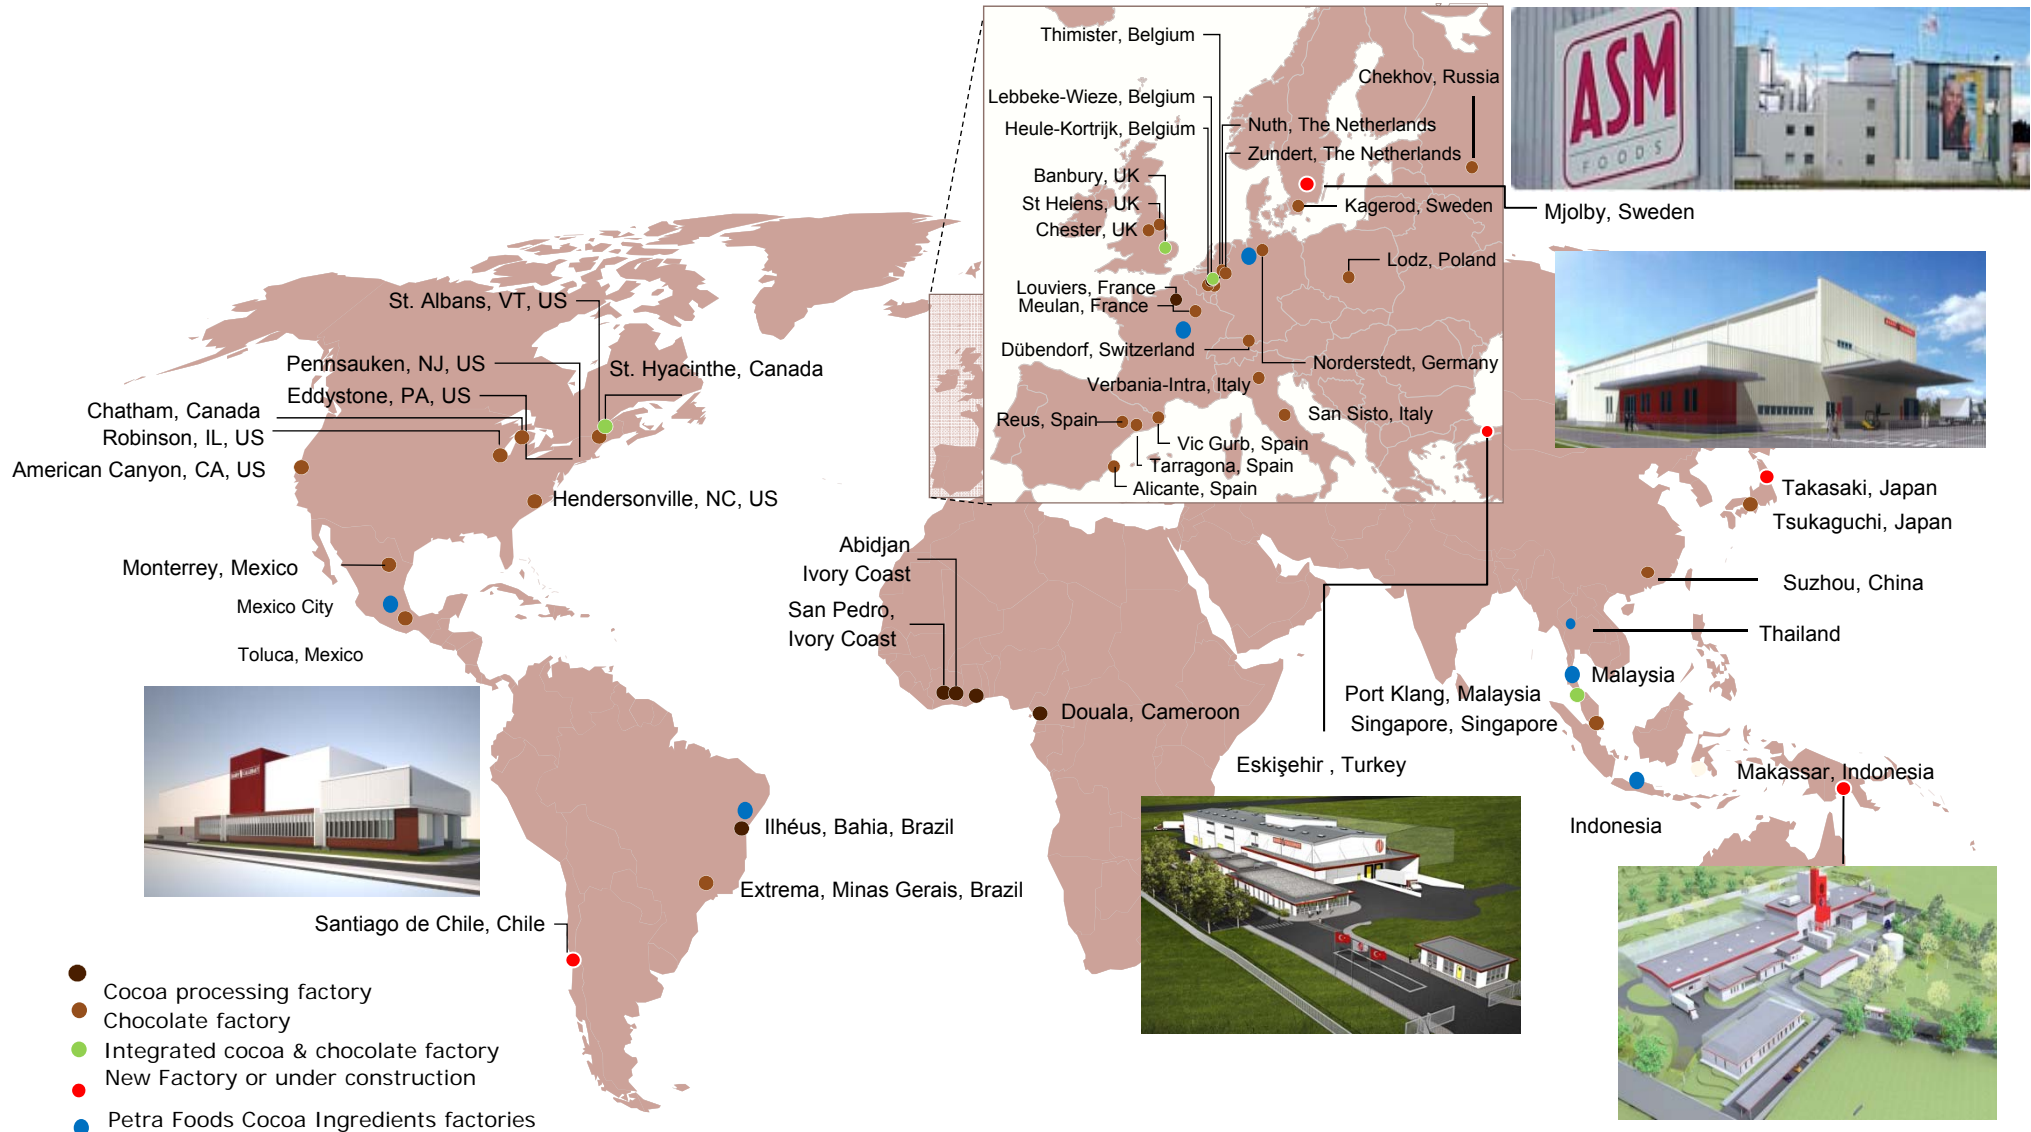 Thimister, Belgium
Chekhov, Russia
Lebbeke-Wieze, Belgium
Heule-Kortrijk, Belgium
Nuth, The Netherlands
Zundert, The Netherlands
Banbury, UK
St Helens, UK
Chester, UK
Kagerod, Sweden
Mjolby, Sweden
Lodz, Poland
Louviers, France
Meulan, France
Dübendorf, Switzerland
Norderstedt, Germany
Verbania-Intra, Italy
San Sisto, Italy
Reus, Spain
Vic Gurb, Spain
Tarragona, Spain
Alicante, Spain
ASM
FOODS
St. Albans, VT, US
Pennsauken, NJ, US
St. Hyacinthe, Canada
Eddystone, PA, US
Chatham, Canada
Robinson, IL, US
American Canyon, CA, US
Hendersonville, NC, US
Monterrey, Mexico
Mexico City
Toluca, Mexico
Abidjan
Ivory Coast
San Pedro,
Ivory Coast
Douala, Cameroon
Eskişehir , Turkey
Takasaki, Japan
Tsukaguchi, Japan
Suzhou, China
Thailand
Malaysia
Port Klang, Malaysia
Singapore, Singapore
Makassar, Indonesia
Indonesia
Ilhéus, Bahia, Brazil
Extrema, Minas Gerais, Brazil
Santiago de Chile, Chile
Cocoa processing factory
Chocolate factory
Integrated cocoa & chocolate factory
New Factory or under construction
Petra Foods Cocoa Ingredients factories